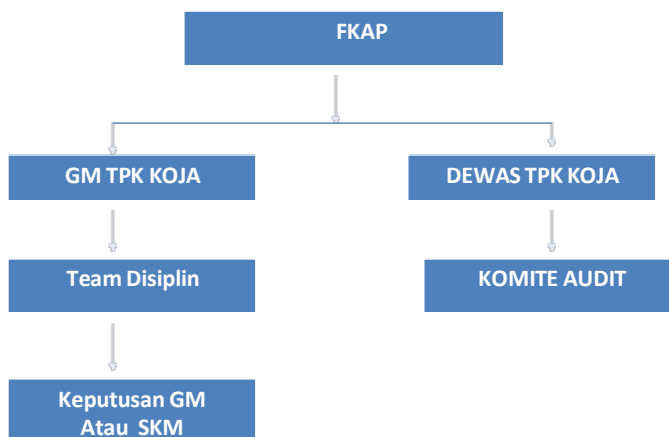 FKAP
GM TPK KOJA
DEWAS TPK KOJA
Team Disiplin
KOMITE AUDIT
Keputusan GM
Atau SKM